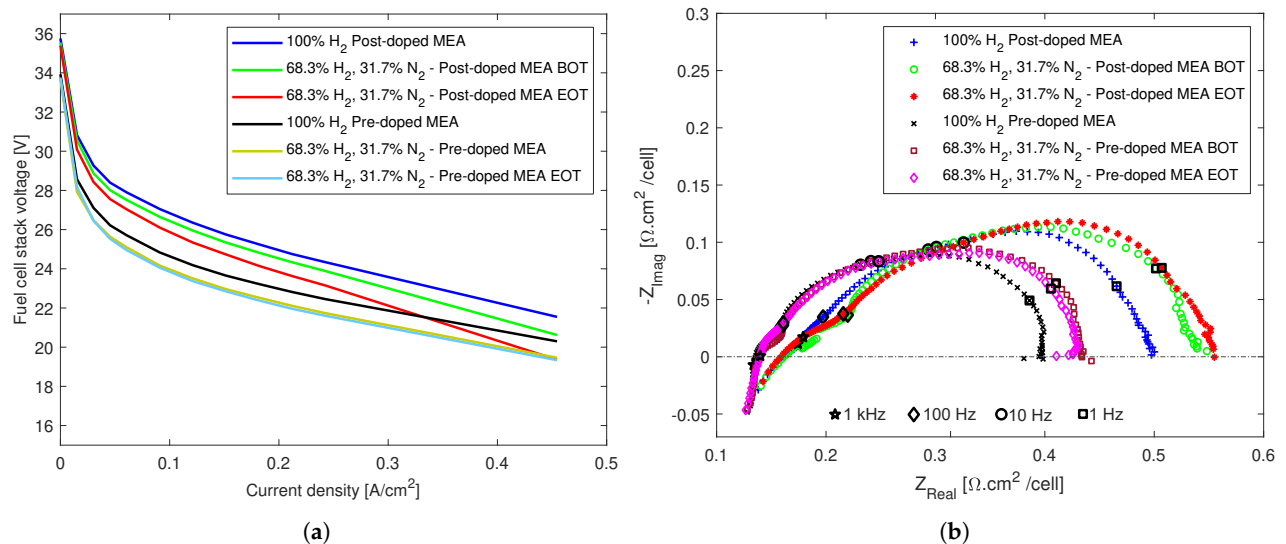 36
34
32
30
28
26
24
22
20
18
16
Fuel cell stack voltage [V]
100% H2 Post-doped MEA
68.3% H2, 31.7% N2 - Post-doped MEA BOT
68.3% H2, 31.7% N2 - Post-doped MEA EOT
100% H2 Pre-doped MEA
68.3% H2, 31.7% N2 - Pre-doped MEA
68.3% H2, 31.7% N2 - Pre-doped MEA EOT
0 0.1 0.2 0.3 0.4 0.5
Current density [A/cm²]
(a)
0.3
0.25
0.2
0.15
0.1
0.05
0
-0.05
-ZImag [Ω.cm² /cell]
100% H2 Post-doped MEA
68.3% H2, 31.7% N2 - Post-doped MEA BOT
68.3% H2, 31.7% N2 - Post-doped MEA EOT
100% H2 Pre-doped MEA
68.3% H2, 31.7% N2 - Pre-doped MEA BOT
68.3% H2, 31.7% N2 - Pre-doped MEA EOT
1 kHz 100 Hz 10 Hz 1 Hz
0.1 0.2 0.3 0.4 0.5 0.6
ZReal [Ω.cm² /cell]
(b)